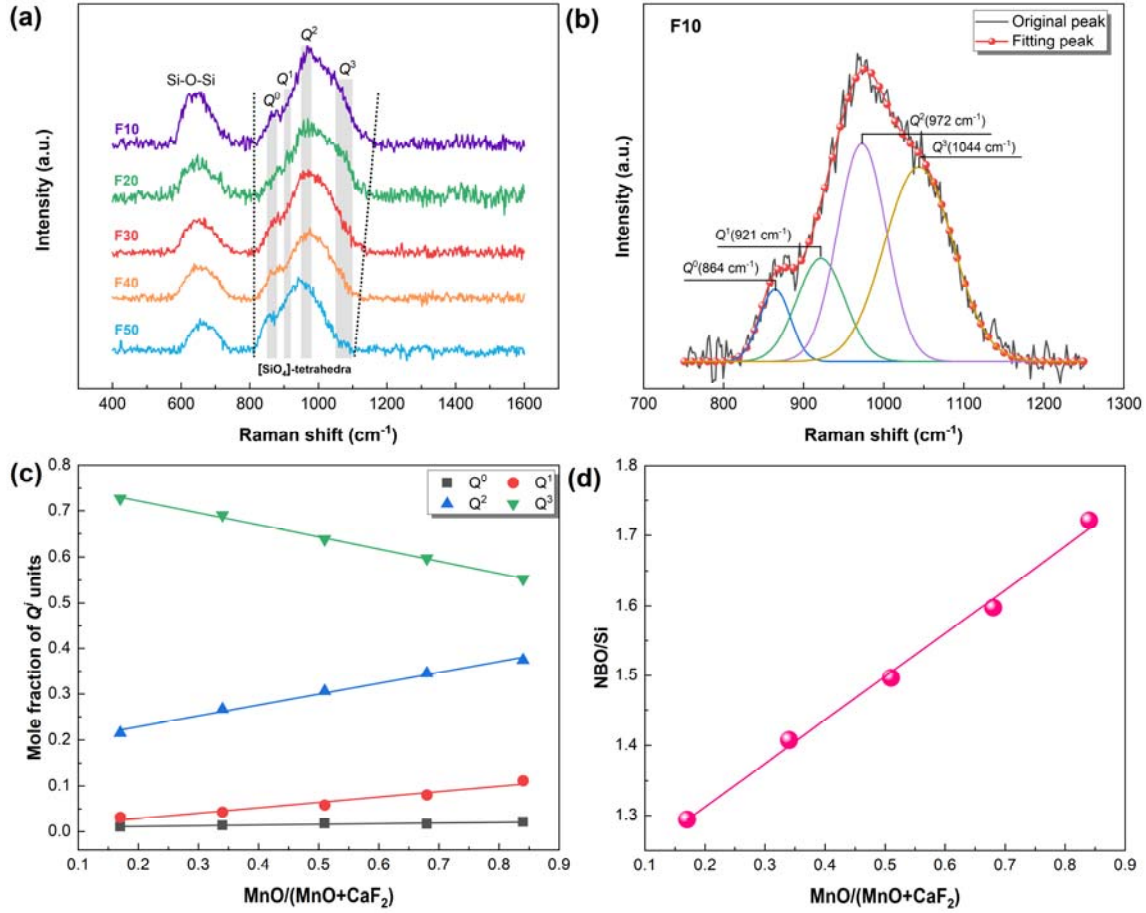 (a)
Si-O-Si
Q⁰
Q¹
Q²
Q³
F10
F20
F30
F40
F50
[SiO₄]-tetrahedra
Intensity (a.u.)
400 600 800 1000 1200 1400 1600
Raman shift (cm⁻¹)
(b)
F10
Original peak
Fitting peak
Q²(972 cm⁻¹)
Q³(1044 cm⁻¹)
Q¹(921 cm⁻¹)
Q⁰(864 cm⁻¹)
Intensity (a.u.)
700 800 900 1000 1100 1200 1300
Raman shift (cm⁻¹)
(c)
Q⁰ Q¹
Q² Q³
0.8
0.7
0.6
0.5
0.4
0.3
0.2
0.1
0.0
Mole fraction of Qⁱ units
0.1 0.2 0.3 0.4 0.5 0.6 0.7 0.8 0.9
MnO/(MnO+CaF₂)
(d)
1.8
1.7
1.6
1.5
1.4
1.3
1.2
NBO/Si
0.1 0.2 0.3 0.4 0.5 0.6 0.7 0.8 0.9
MnO/(MnO+CaF₂)